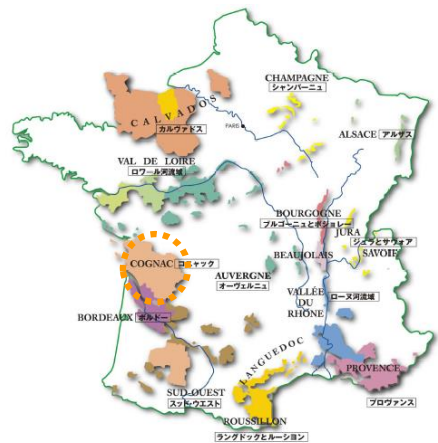 CHAMPAGNE
シャンパーニュ
CALVADOS
カルヴァドス
PARIS
ALSACE アルザス
VAL DE LOIRE
ロワール河流域
BOURGOGNE
ブルゴーニュとボジョレー
JURA
ジュラとサヴォア
SAVOIE
COGNAC コニャック
BEAUJOLAIS
AUVERGNE
オーヴェルニュ
VALLÉE
DU
RHÔNE
ローヌ河流域
BORDEAUX ボルドー
LANGUEDOC
PROVENCE
プロヴァンス
SUD-OUEST
スッド・ウエスト
ROUSSILLON
ラングドックとルーション